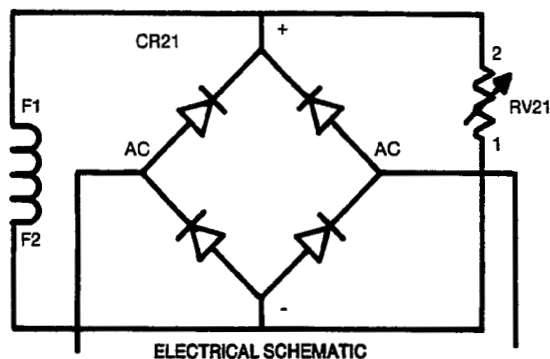 CR21
+
2
F1
RV21
AC
AC
1
F2
-
ELECTRICAL SCHEMATIC